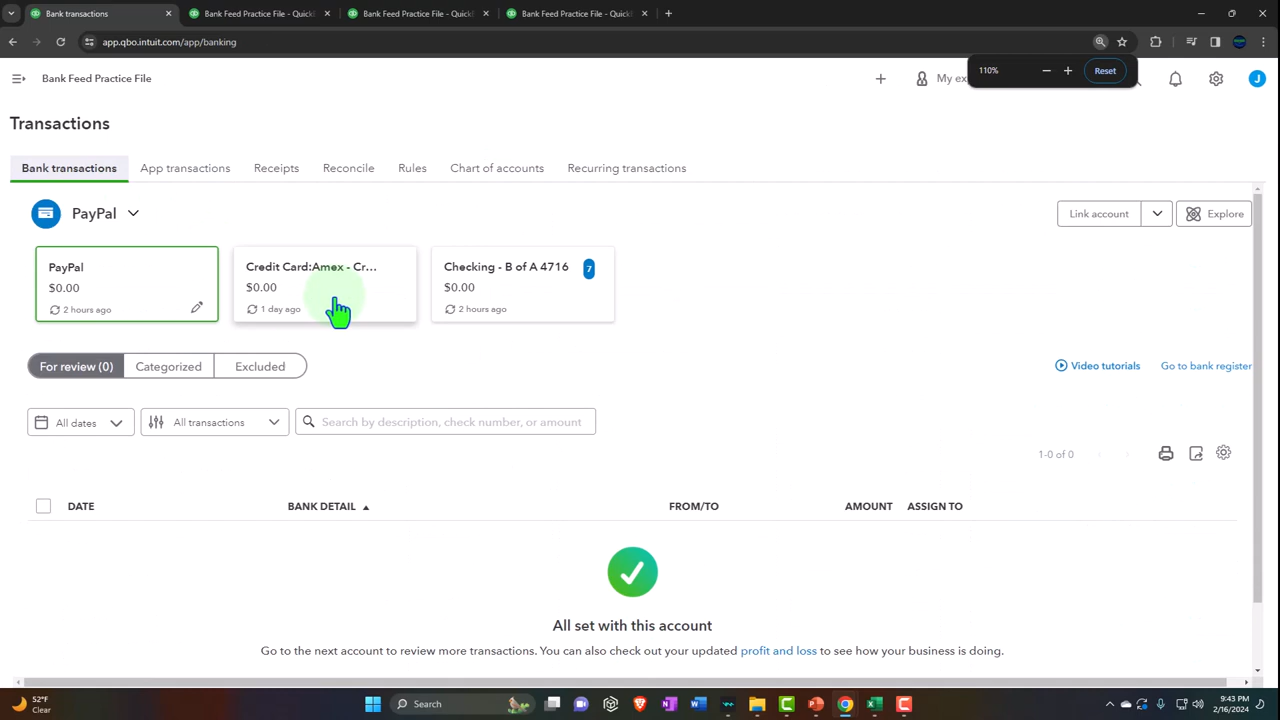 Bank transactions
Bank Feed Practice File - Quick
Bank Feed Practice File - Quick
Bank Feed Practice File - Quick
app.qbo.intuit.com/app/banking
110%
Reset
Bank Feed Practice File
My ex
J
Transactions
Bank transactions
App transactions
Receipts
Reconcile
Rules
Chart of accounts
Recurring transactions
PayPal
Link account
Explore
PayPal
$0.00
2 hours ago
Credit Card:Amex - Cr...
$0.00
1 day ago
Checking - B of A 4716
7
$0.00
2 hours ago
For review (0)
Categorized
Excluded
Video tutorials
Go to bank register
All dates
All transactions
Search by description, check number, or amount
1-0 of 0
DATE
BANK DETAIL
FROM/TO
AMOUNT
ASSIGN TO
All set with this account
Go to the next account to review more transactions. You can also check out your updated profit and loss to see how your business is doing.
52°F
Clear
Search
9:43 PM
2/16/2024